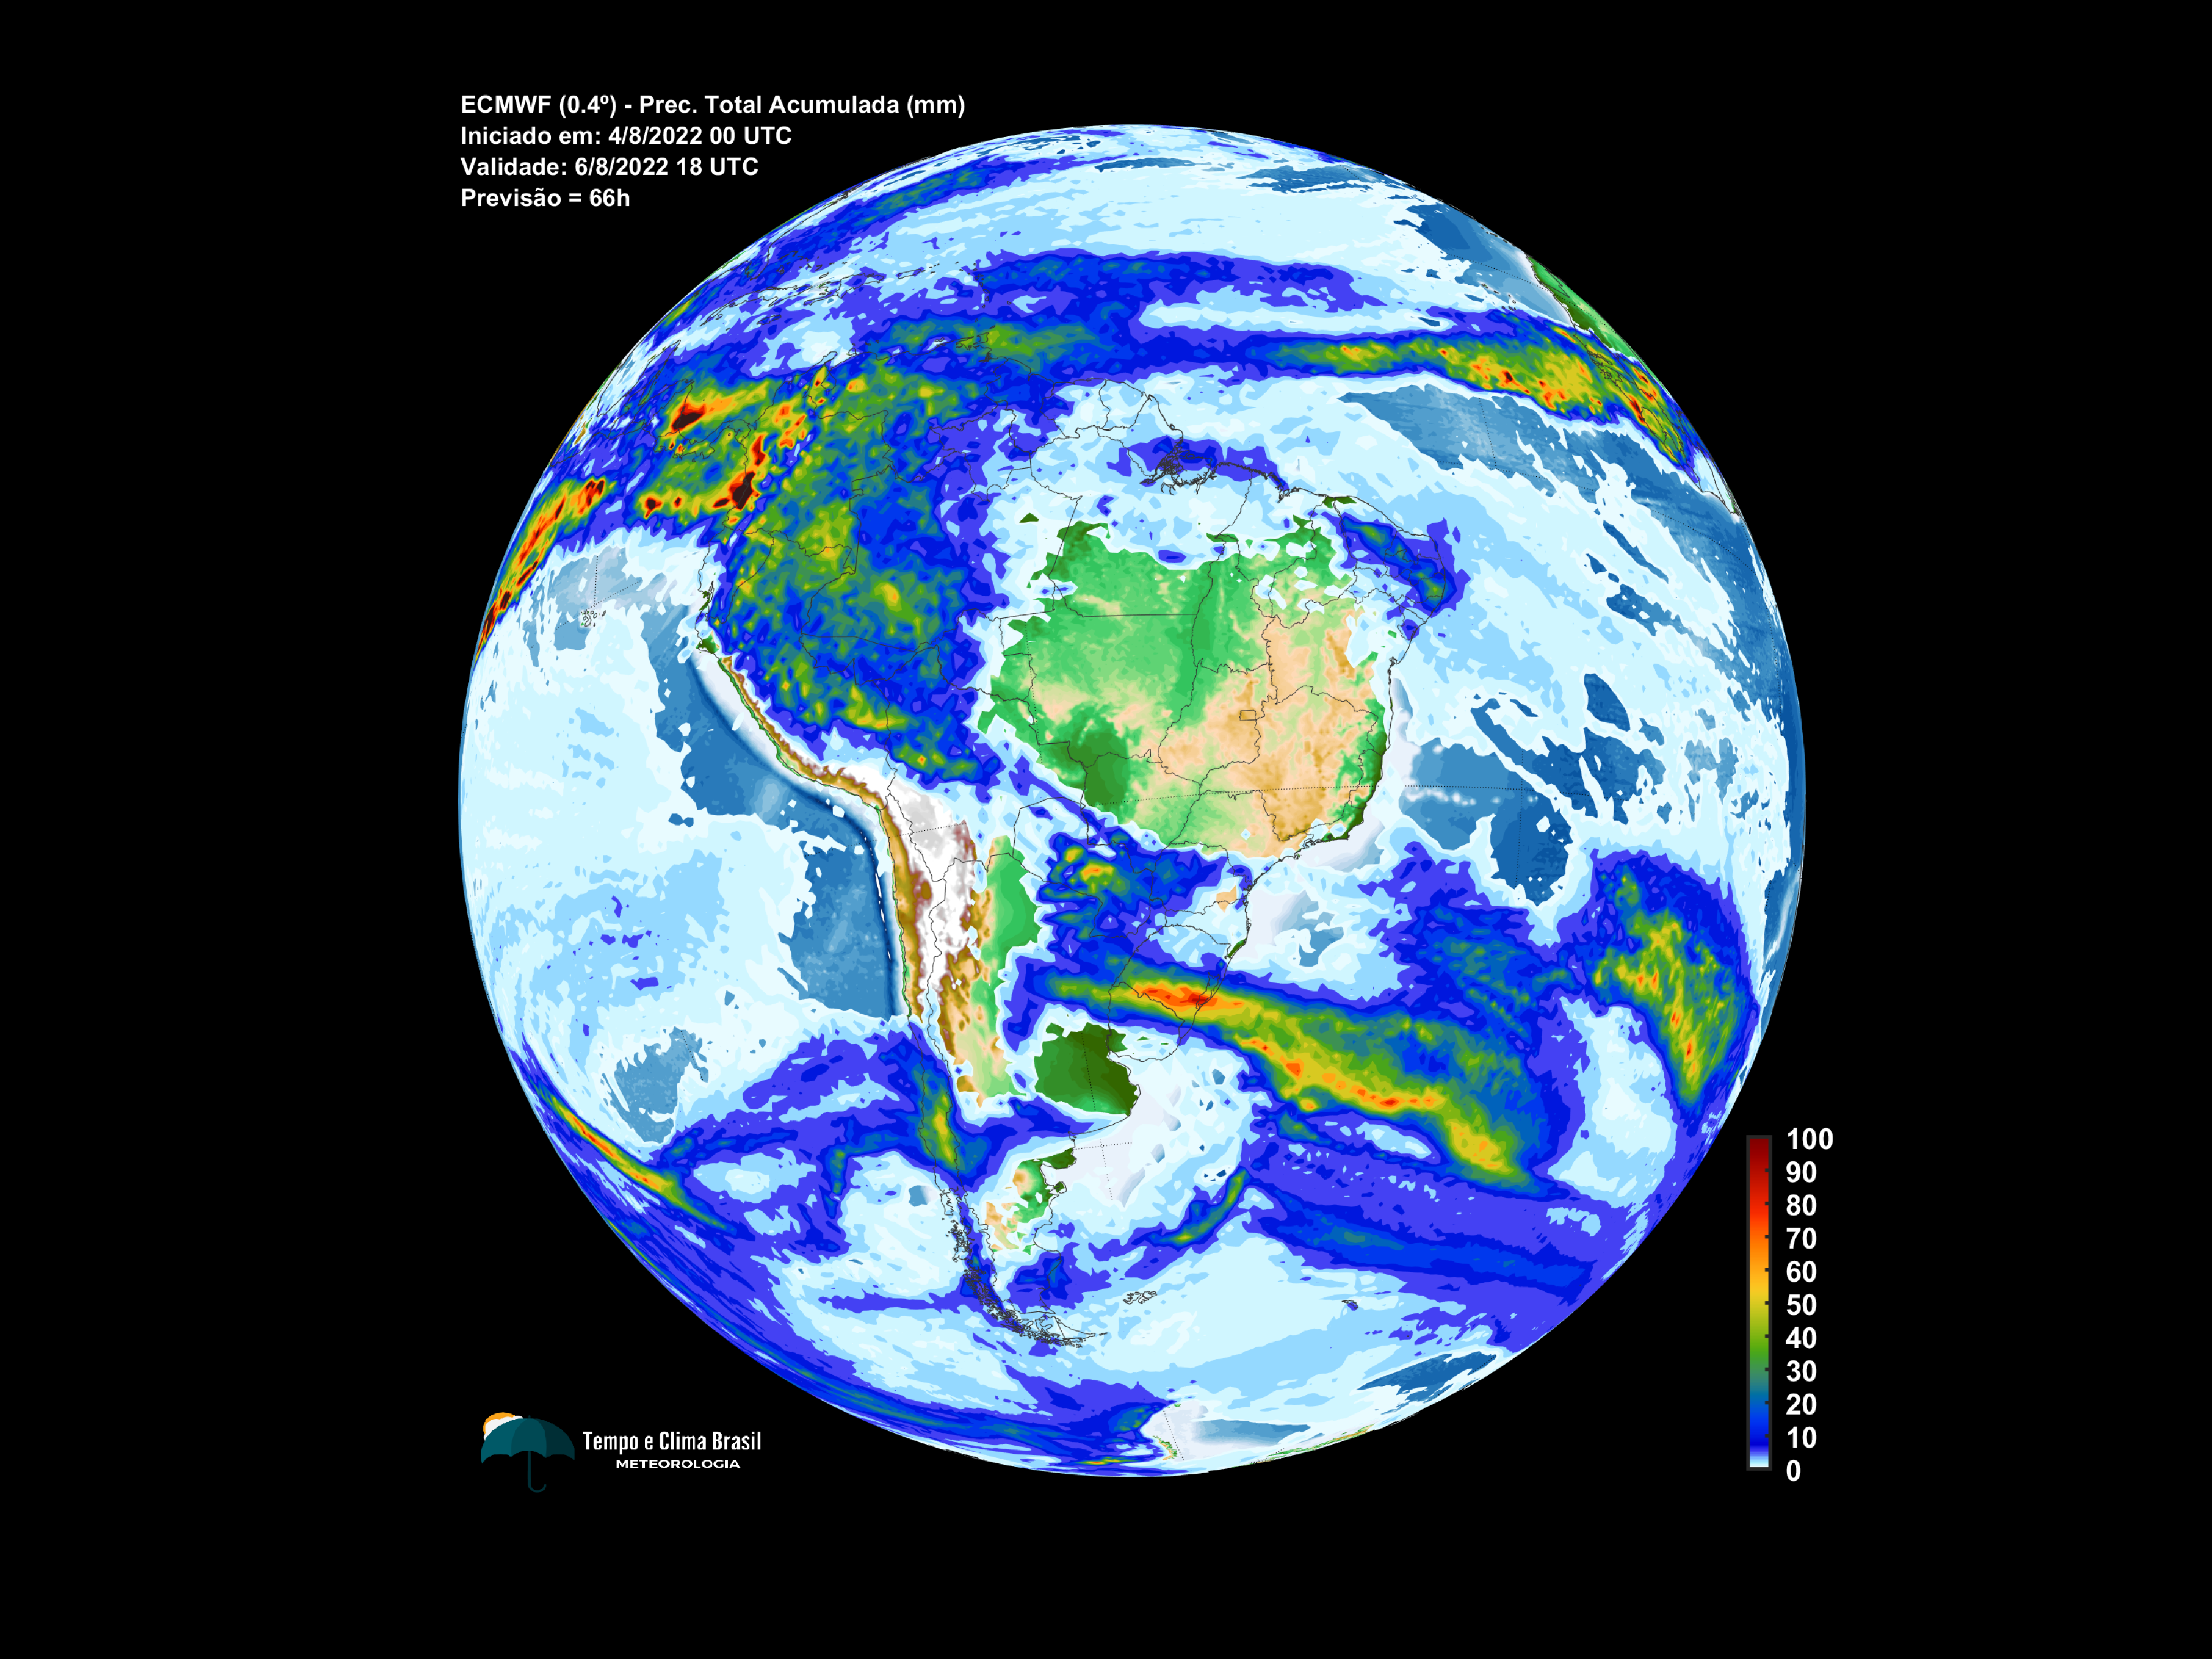 ECMWF (0.4º) - Prec. Total Acumulada (mm)
Iniciado em: 4/8/2022 00 UTC
Validade: 6/8/2022 18 UTC
Previsão = 66h
100
90
80
70
60
50
40
30
20
10
0
Tempo e Clima Brasil
METEOROLOGIA